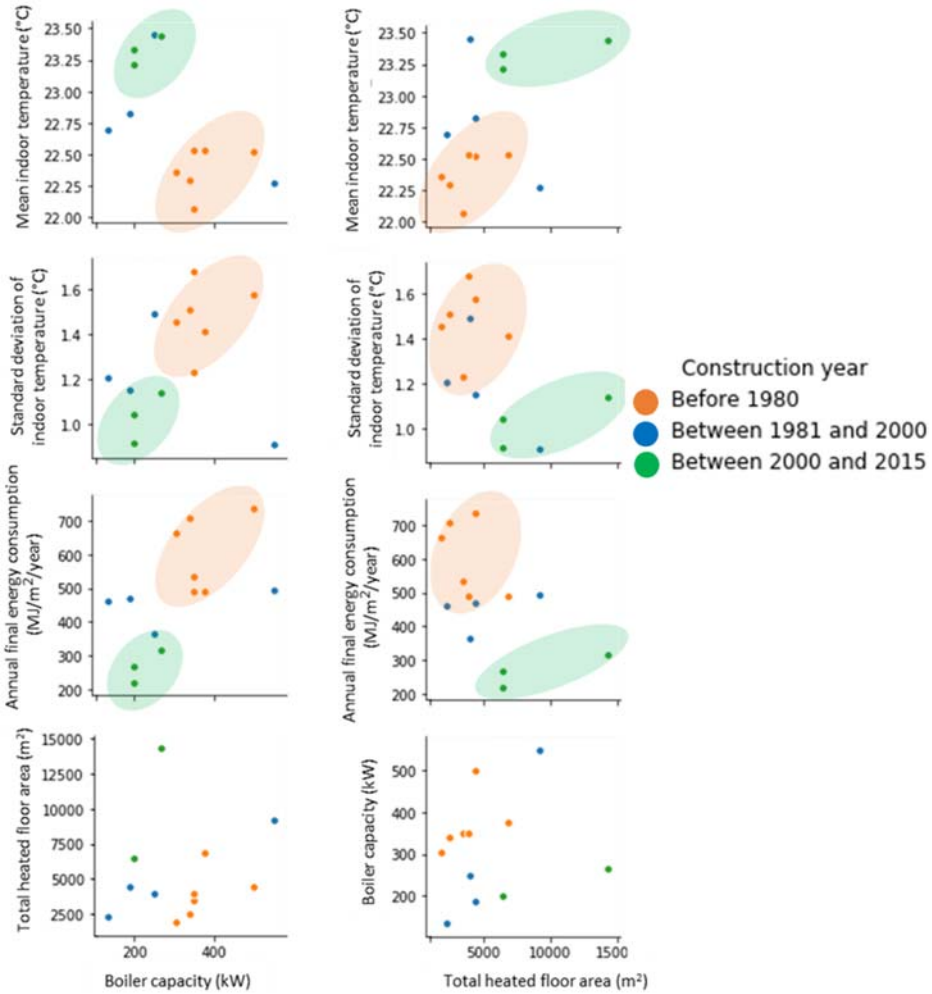 Mean indoor temperature (°C)
23.50
23.25
23.00
22.75
22.50
22.25
22.00
Mean indoor temperature (°C)
23.50
23.25
23.00
22.75
22.50
22.25
22.00
Standard deviation of
indoor temperature (°C)
1.6
1.4
1.2
1.0
Standard deviation of
indoor temperature (°C)
1.6
1.4
1.2
1.0
Construction year
Before 1980
Between 1981 and 2000
Between 2000 and 2015
Annual final energy consumption
(MJ/m²/year)
700
600
500
400
300
200
Annual final energy consumption
(MJ/m²/year)
700
600
500
400
300
200
Total heated floor area (m²)
15000
12500
10000
7500
5000
2500
200 400
Boiler capacity (kW)
Boiler capacity (kW)
500
400
300
200
5000 10000 1500
Total heated floor area (m²)